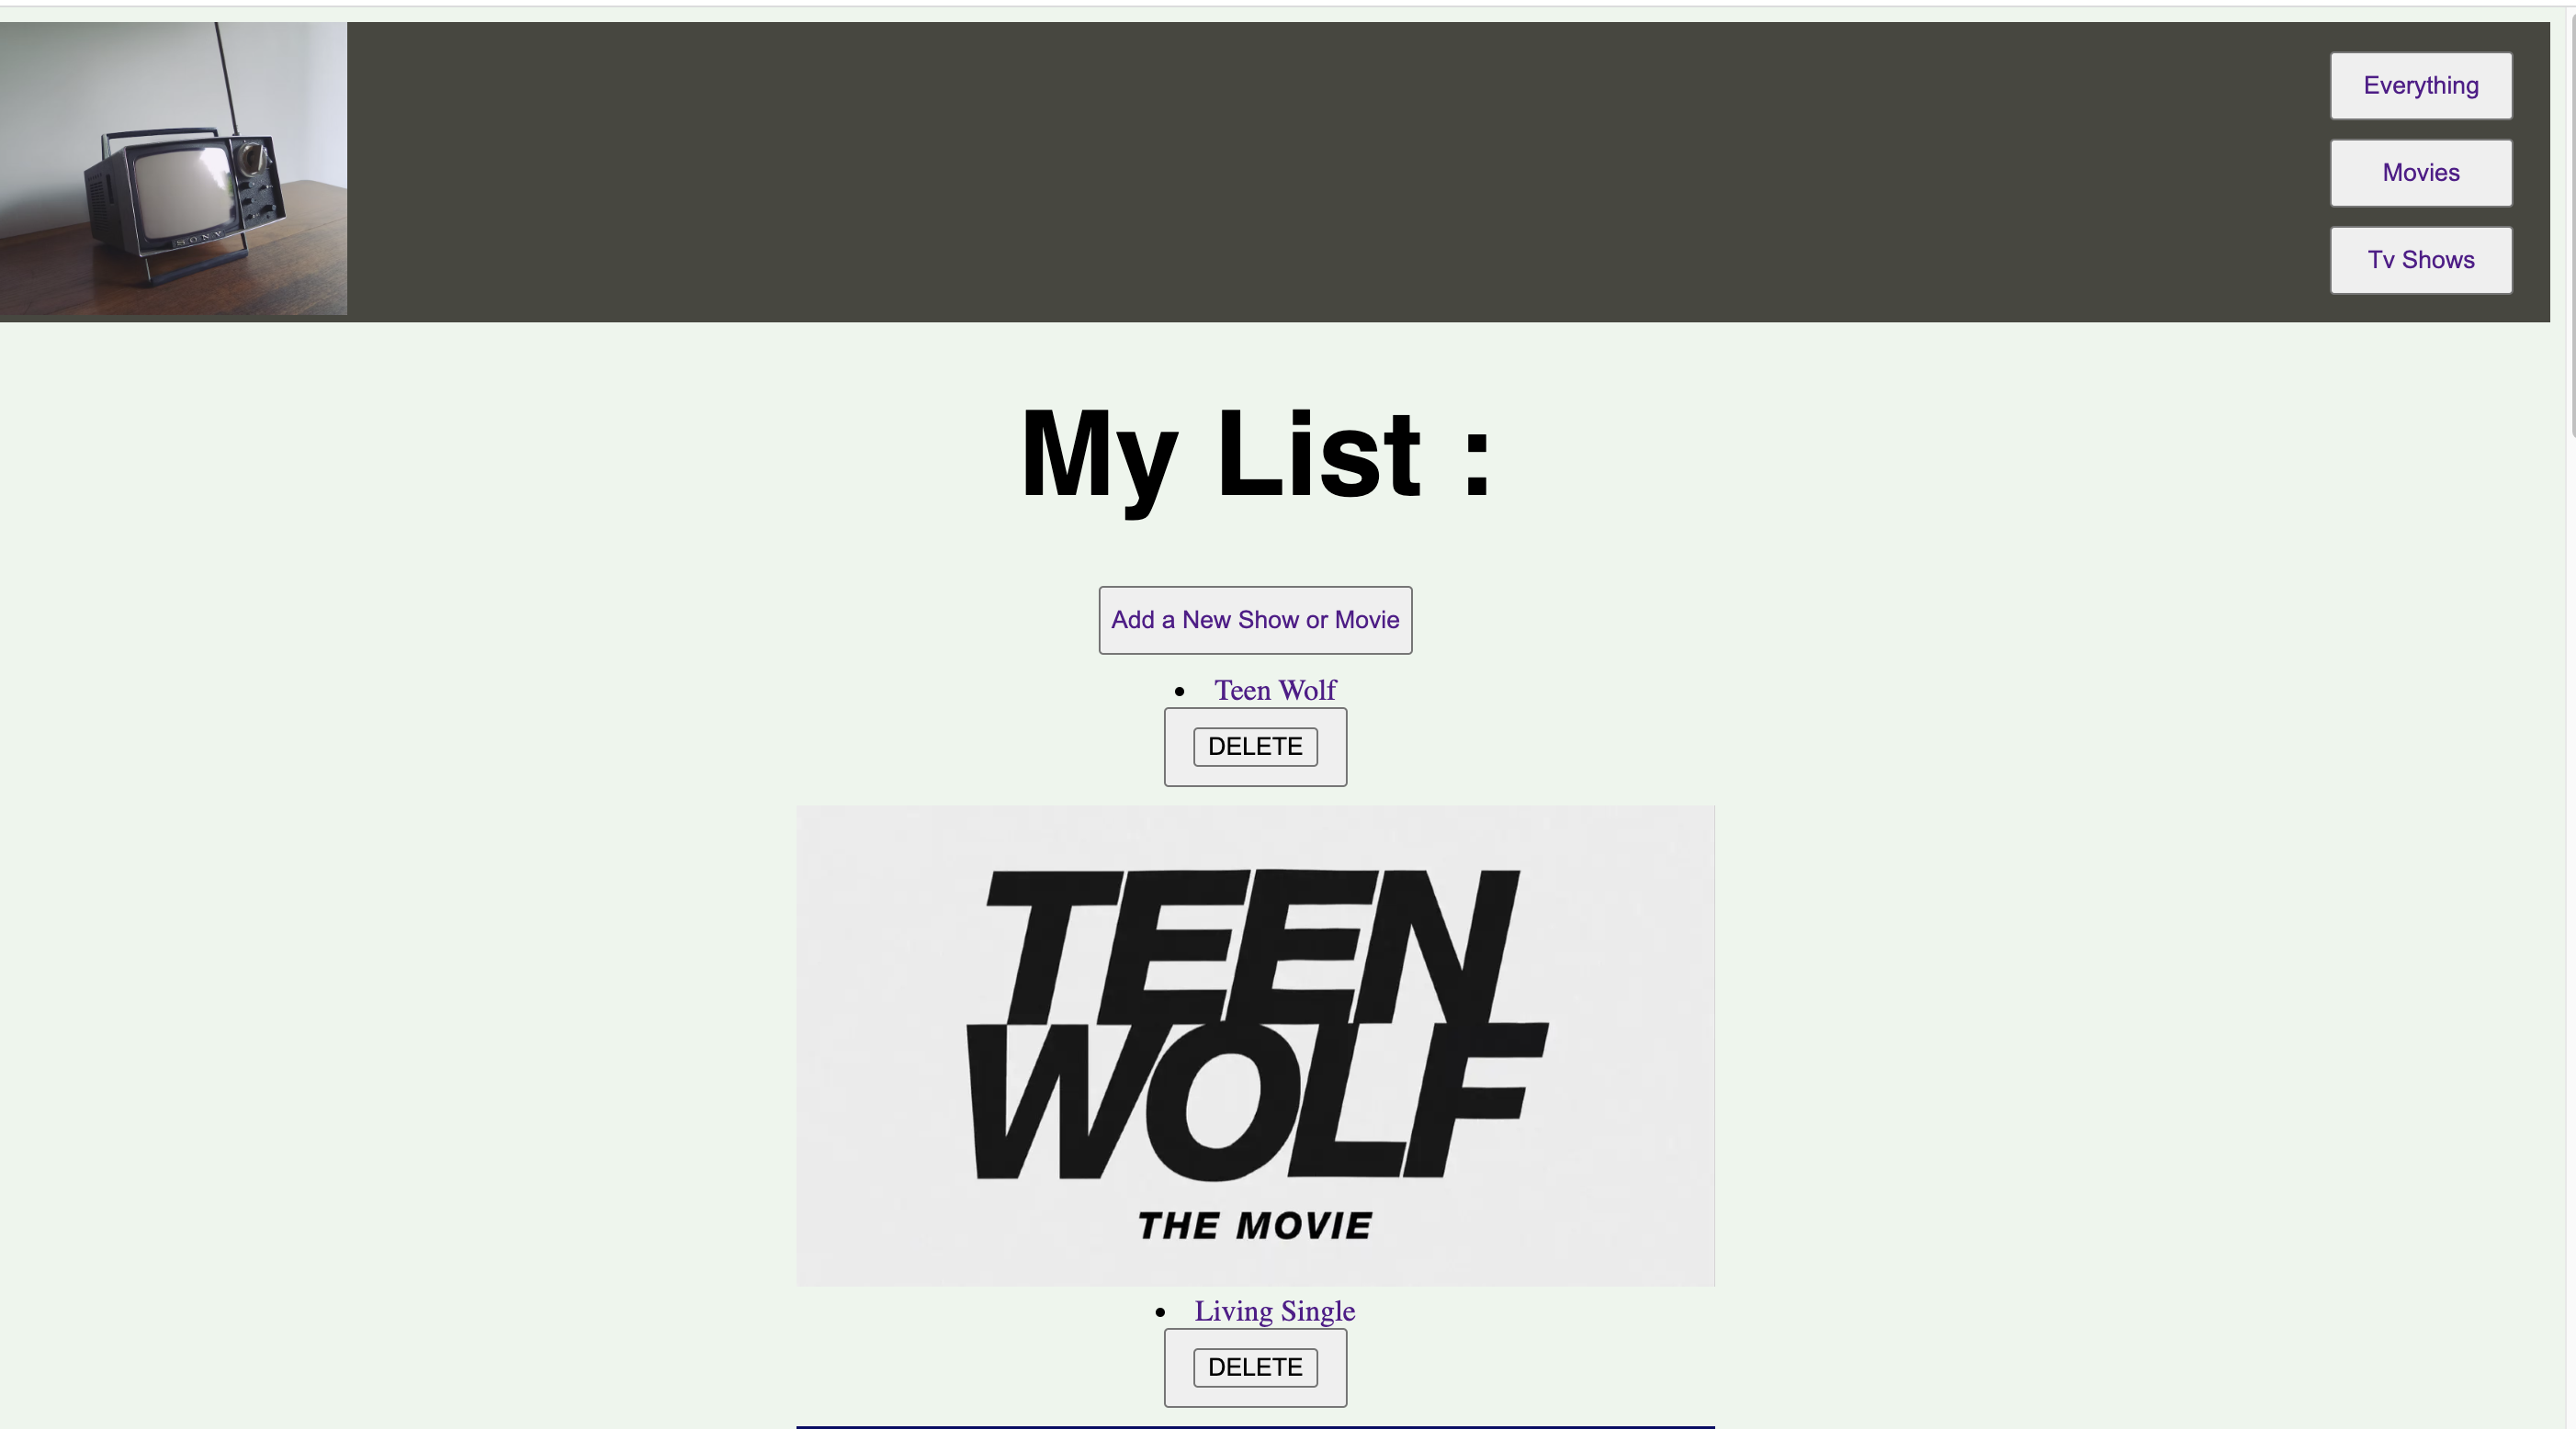 SONY
Everything
Movies
Tv Shows
My List :
Add a New Show or Movie
Teen Wolf
DELETE
TEEN
WOLF
THE MOVIE
Living Single
DELETE